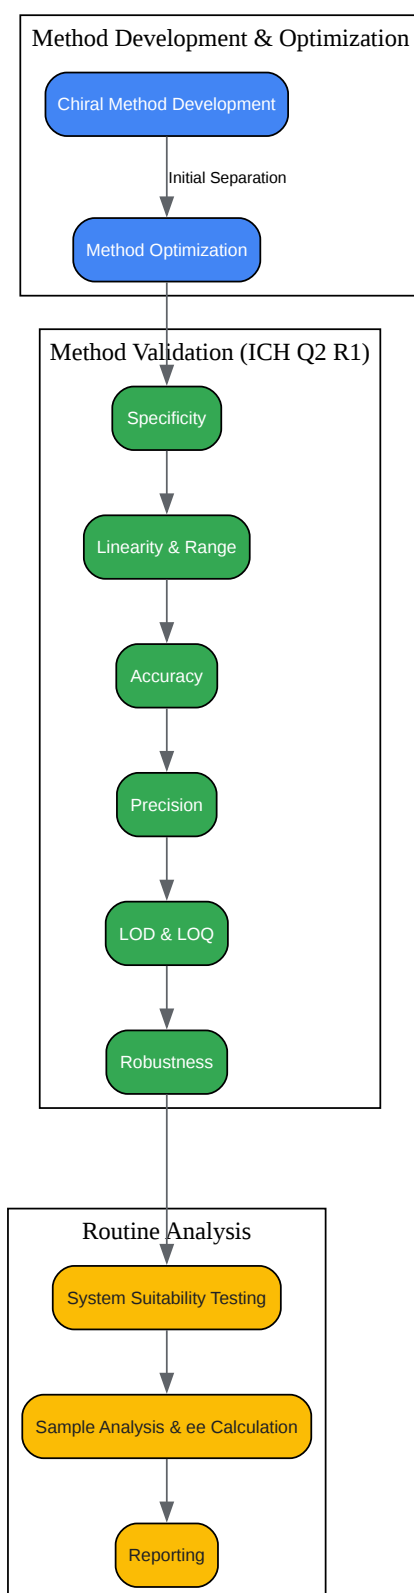 Method Development & Optimization
Chiral Method Development
Initial Separation
Method Optimization
Method Validation (ICH Q2 R1)
Specificity
Linearity & Range
Accuracy
Precision
LOD & LOQ
Robustness
Routine Analysis
System Suitability Testing
Sample Analysis & ee Calculation
Reporting